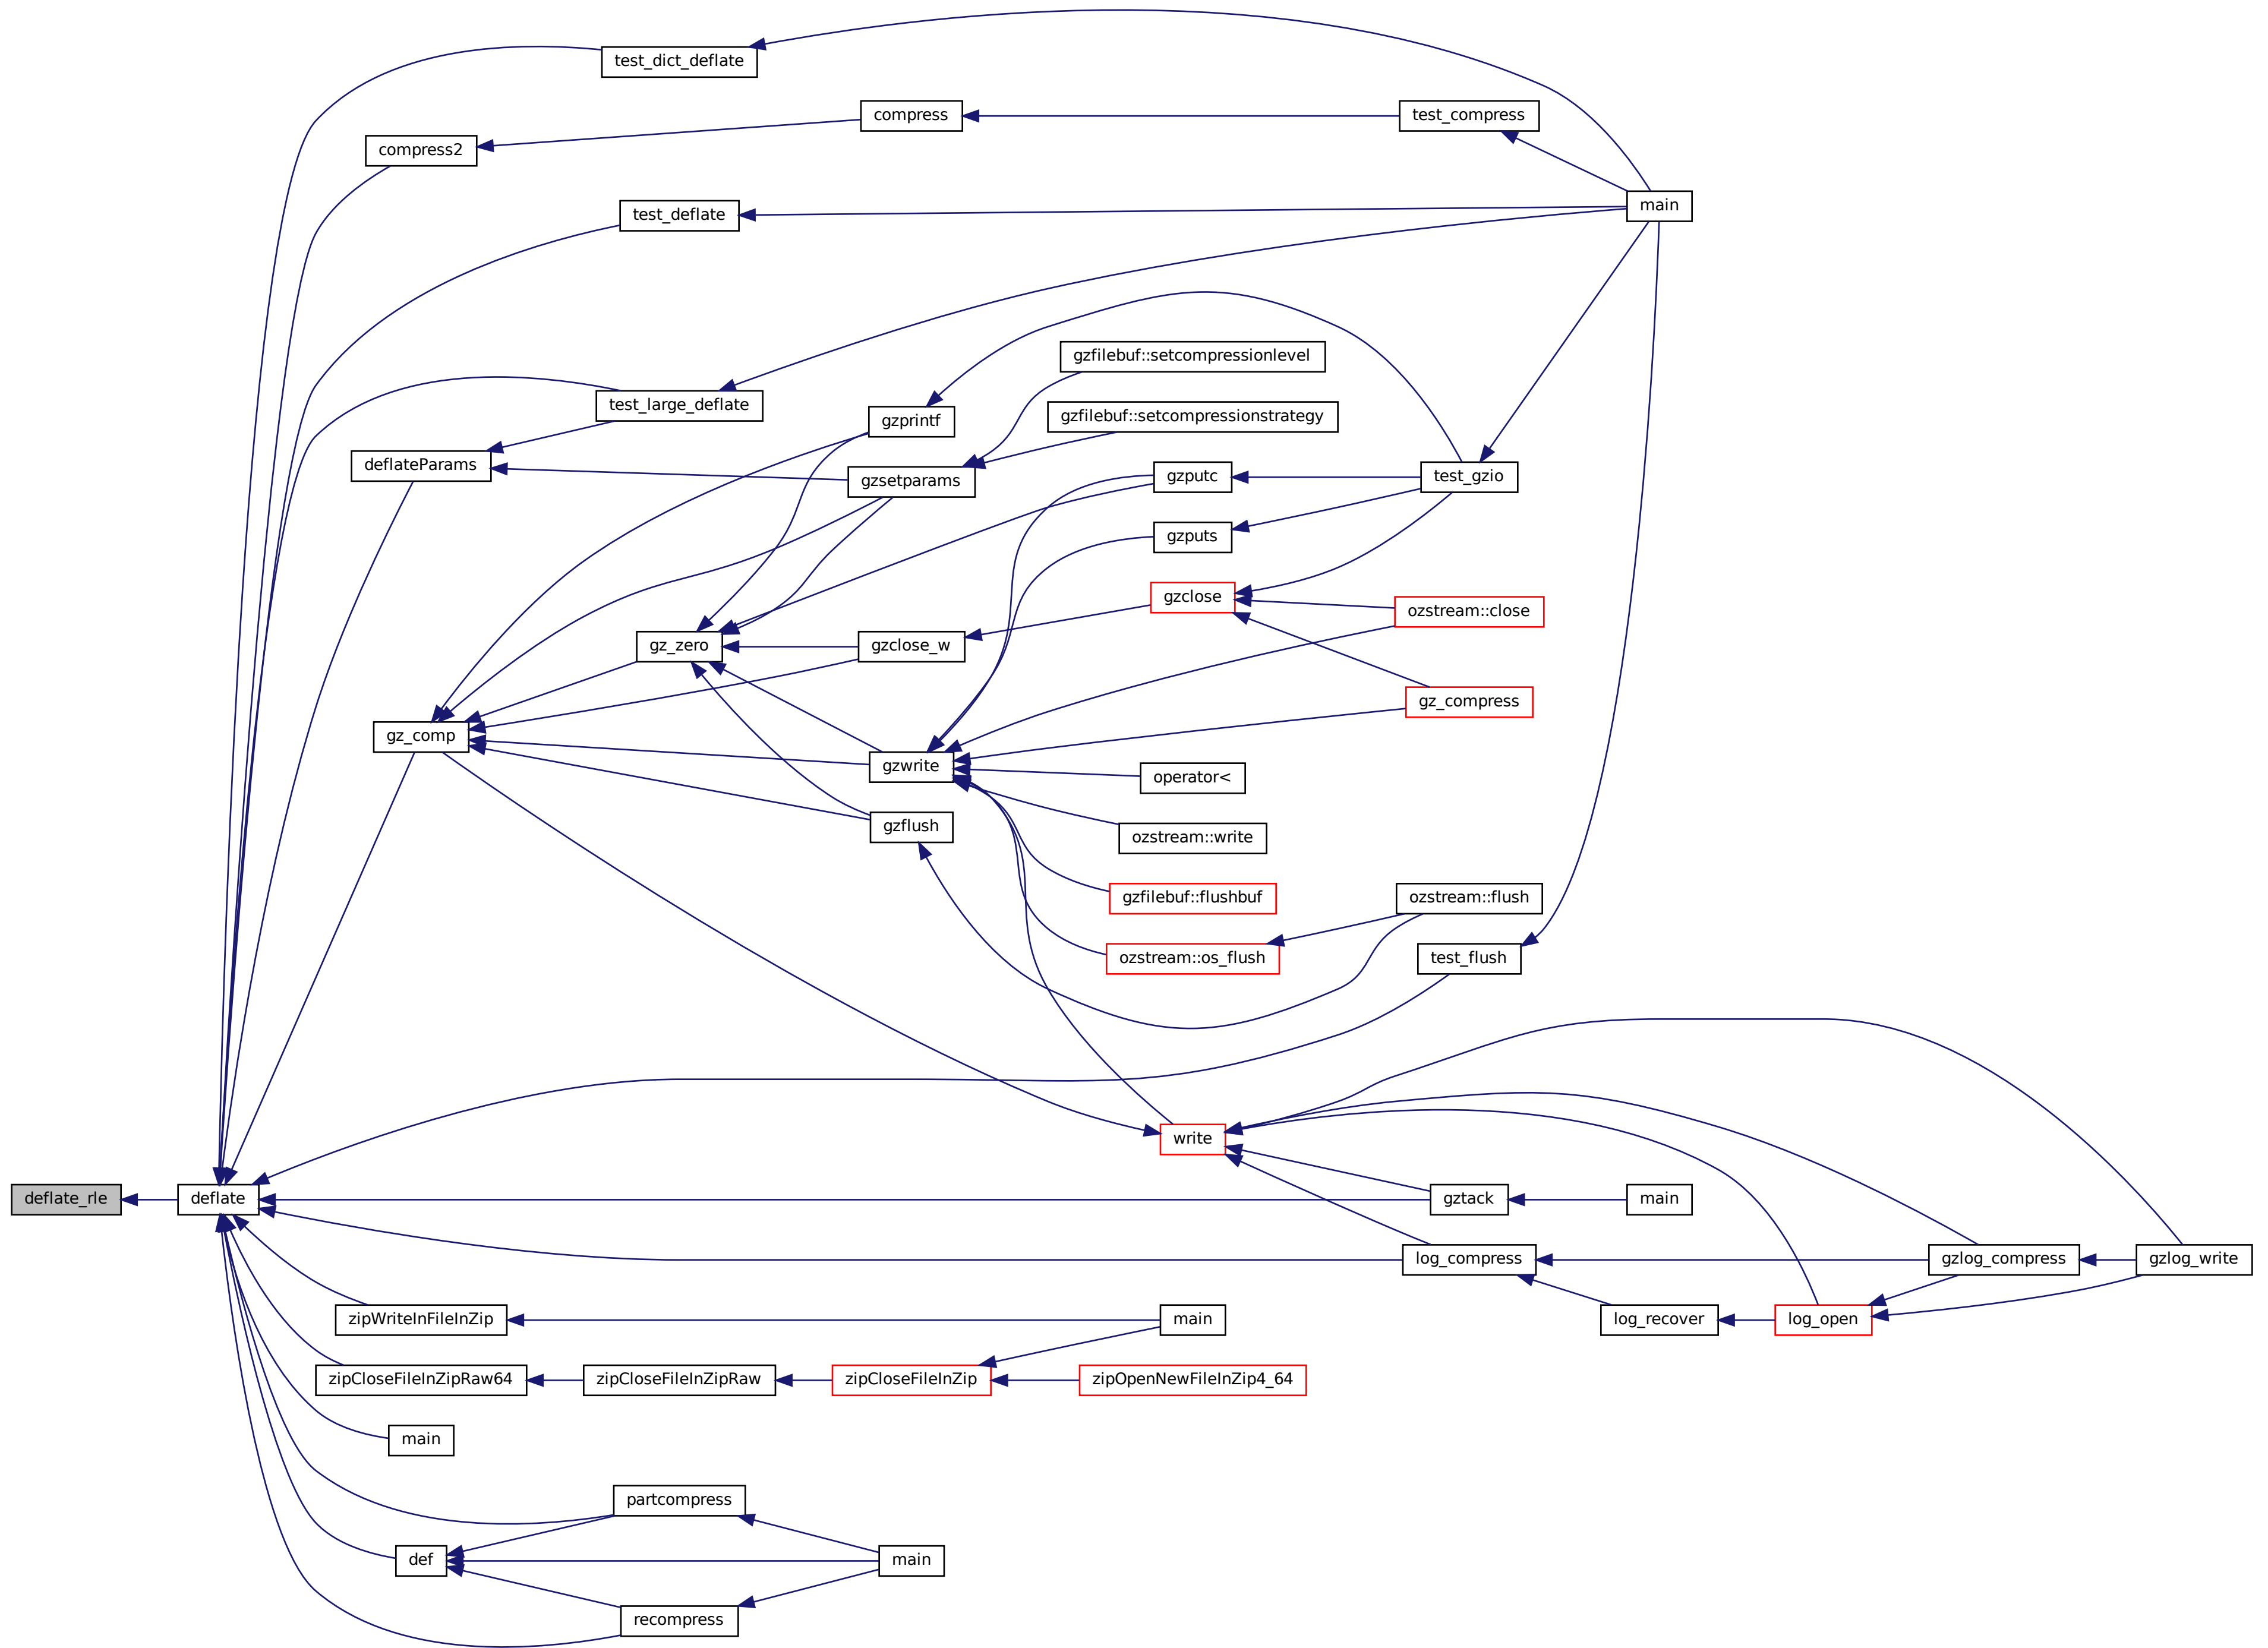 test_dict_deflate
compress
test_compress
compress2
main
test_deflate
gzfilebuf::setcompressionlevel
test_large_deflate
gzprintf
gzfilebuf::setcompressionstrategy
deflateParams
gzsetparams
gzputc
test_gzio
gzputs
gzclose
ozstream::close
gz_zero
gzclose_w
gz_compress
gz_comp
gzwrite
operator<
gzflush
ozstream::write
gzfilebuf::flushbuf
ozstream::flush
ozstream::os_flush
test_flush
write
deflate_rle
deflate
gztack
main
log_compress
gzlog_compress
gzlog_write
zipWriteInFileInZip
main
log_recover
log_open
zipCloseFileInZipRaw64
zipCloseFileInZipRaw
zipCloseFileInZip
zipOpenNewFileInZip4_64
main
partcompress
def
main
recompress